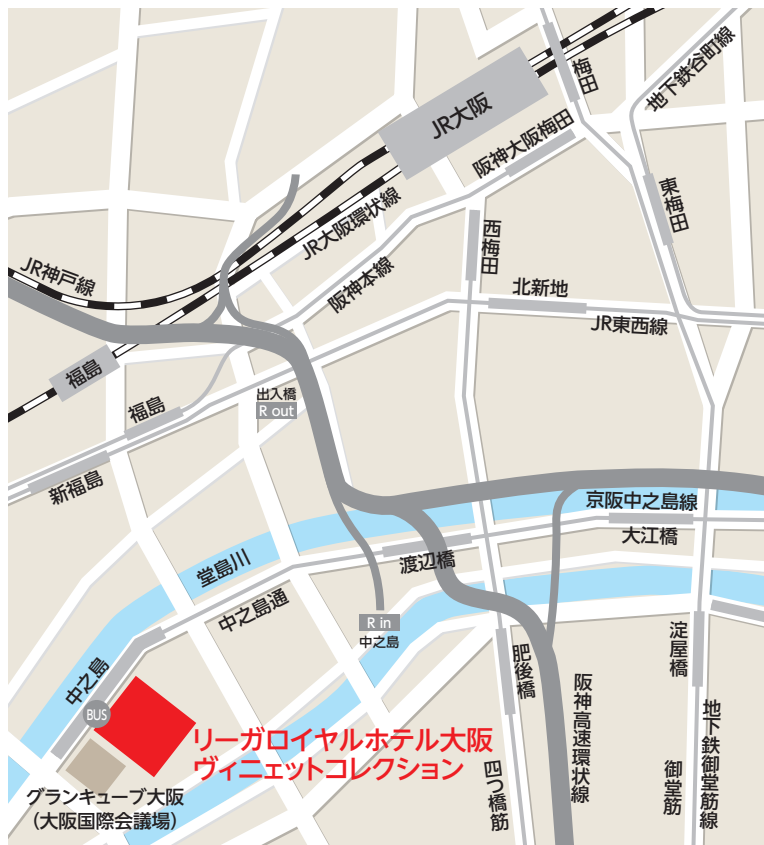 梅田
地下鉄谷町線
JR大阪
阪神大阪梅田
東梅田
西梅田
JR大阪環状線
JR神戸線
阪神本線
北新地
JR東西線
福島
出入橋
R out
福島
新福島
京阪中之島線
大江橋
堂島川
渡辺橋
中之島通
R in
中之島
淀屋橋
肥後橋
中之島
BUS
阪神高速環状線
地下鉄御堂筋線
リーガロイヤルホテル大阪
ヴィニェットコレクション
四つ橋筋
御堂筋
グランキューブ大阪
（大阪国際会議場）